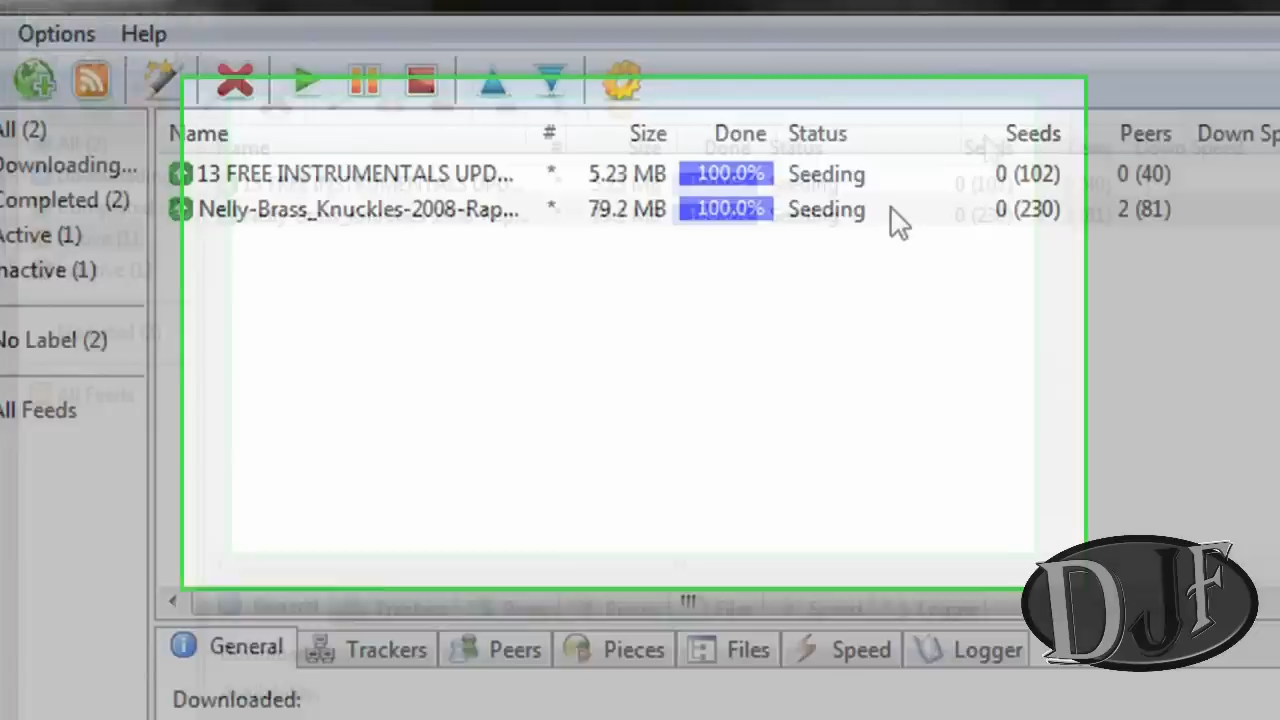 Options Help
All (2)
Downloading...
Completed (2)
Active (1)
Inactive (1)
No Label (2)
All Feeds
Name # Size Done Status Seeds Peers Down Sp
13 FREE INSTRUMENTALS UPD... * 5.23 MB 100.0% Seeding 0 (102) 0 (40)
Nelly-Brass_Knuckles-2008-Rap... * 79.2 MB 100.0% Seeding 0 (230) 2 (81)
General Trackers Peers Pieces Files Speed Logger
Downloaded:
DJF